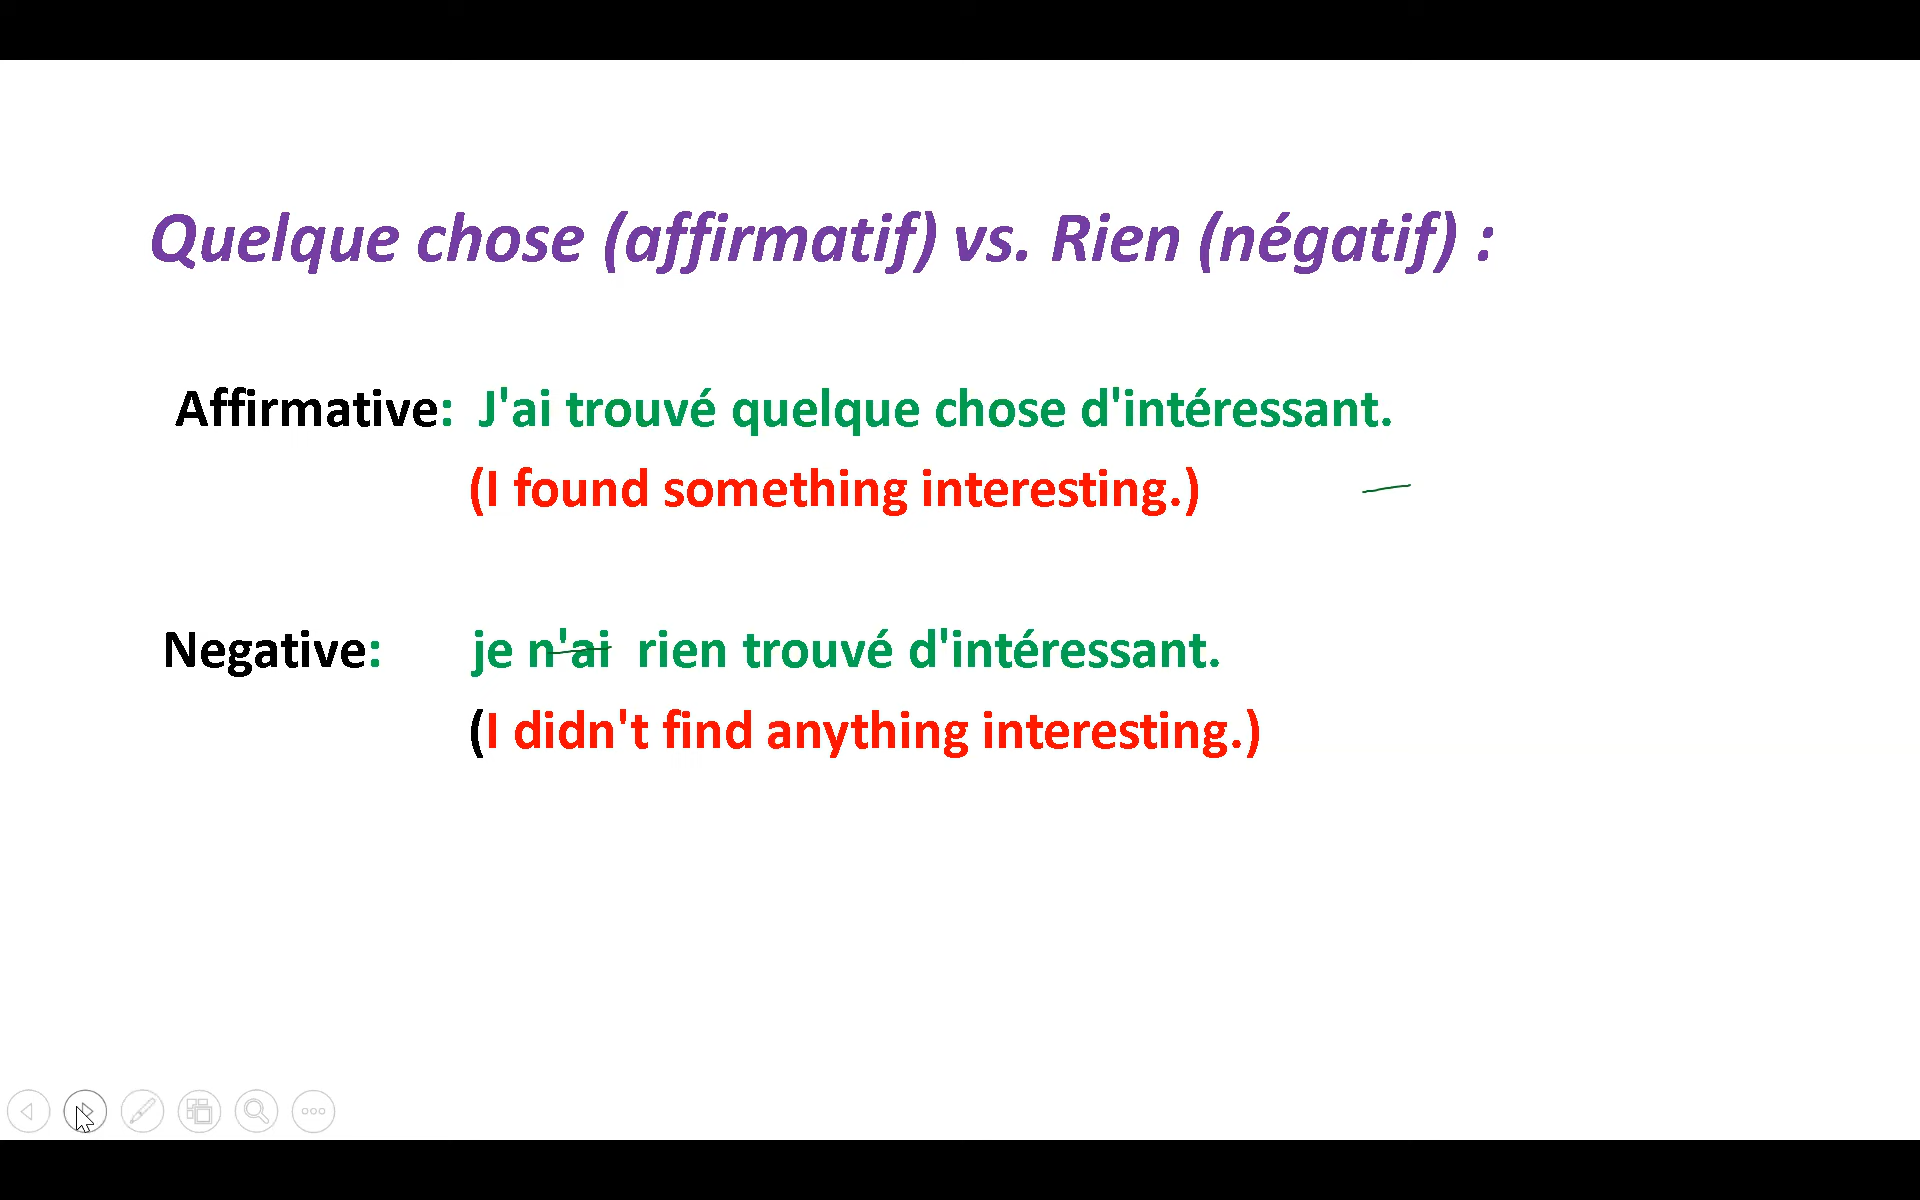 Quelque chose (affirmatif) vs. Rien (négatif) :
Affirmative: J'ai trouvé quelque chose d'intéressant.
(I found something interesting.)
Negative: je n'ai rien trouvé d'intéressant.
(I didn't find anything interesting.)